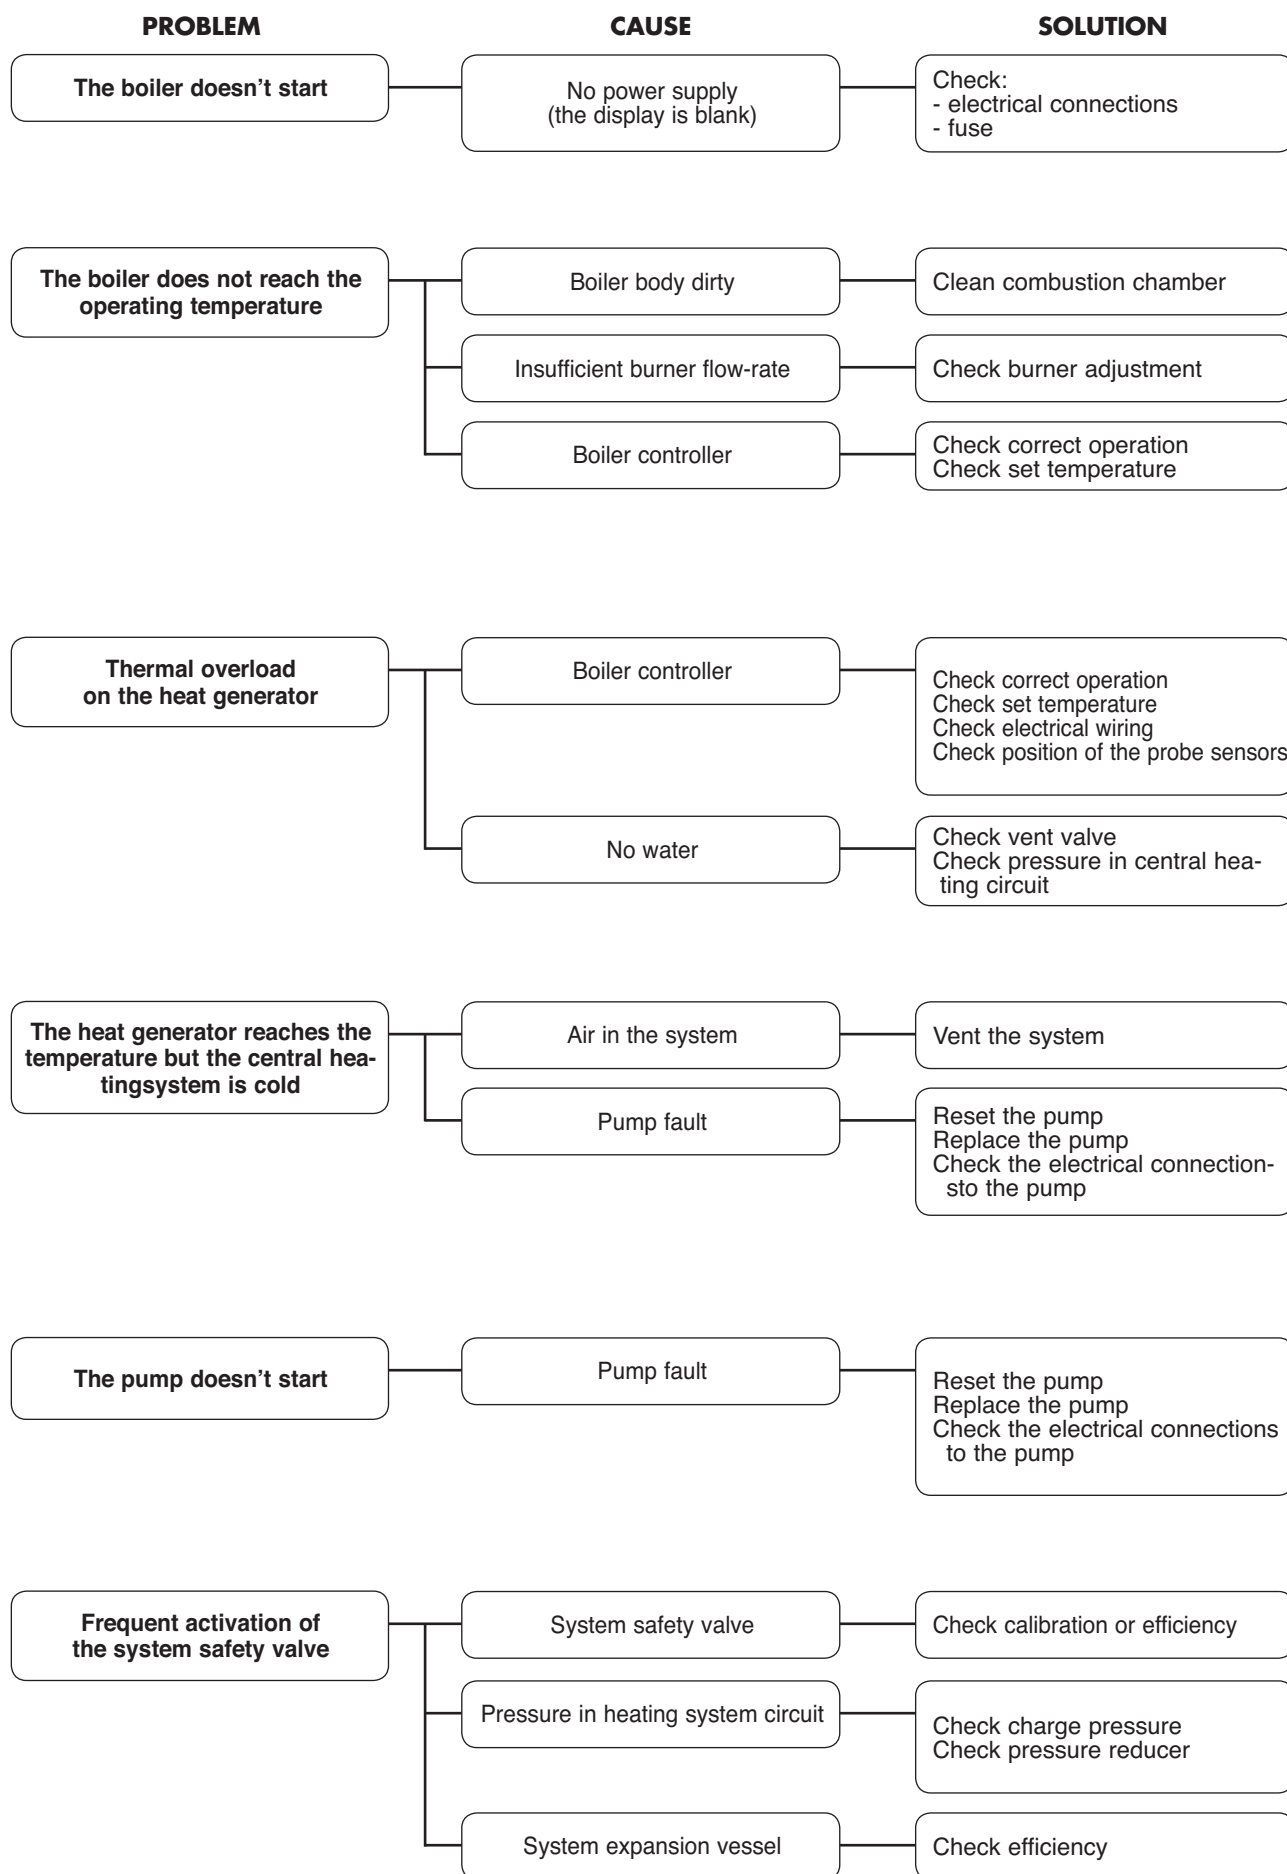 PROBLEM
CAUSE
SOLUTION
The boiler doesn't start
No power supply
(the display is blank)
Check:
- electrical connections
- fuse
The boiler does not reach the
operating temperature
Boiler body dirty
Clean combustion chamber
Insufficient burner flow-rate
Check burner adjustment
Boiler controller
Check correct operation
Check set temperature
Thermal overload
on the heat generator
Boiler controller
Check correct operation
Check set temperature
Check electrical wiring
Check position of the probe sensors
No water
Check vent valve
Check pressure in central hea-
ting circuit
The heat generator reaches the
temperature but the central hea-
tingsystem is cold
Air in the system
Vent the system
Pump fault
Reset the pump
Replace the pump
Check the electrical connection-
sto the pump
The pump doesn't start
Pump fault
Reset the pump
Replace the pump
Check the electrical connections
to the pump
Frequent activation of
the system safety valve
System safety valve
Check calibration or efficiency
Pressure in heating system circuit
Check charge pressure
Check pressure reducer
System expansion vessel
Check efficiency